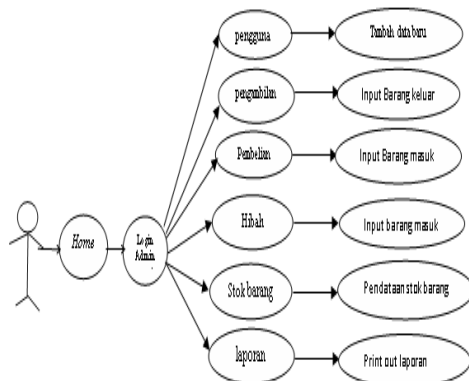 pengguna
Tambah data baru
pengambilan
Input Barang keluar
Pembelian
Input Barang masuk
Home
Login
Admin
Hibah
Input barang masuk
Stok barang
Pendataan stok barang
laporan
Print out laporan